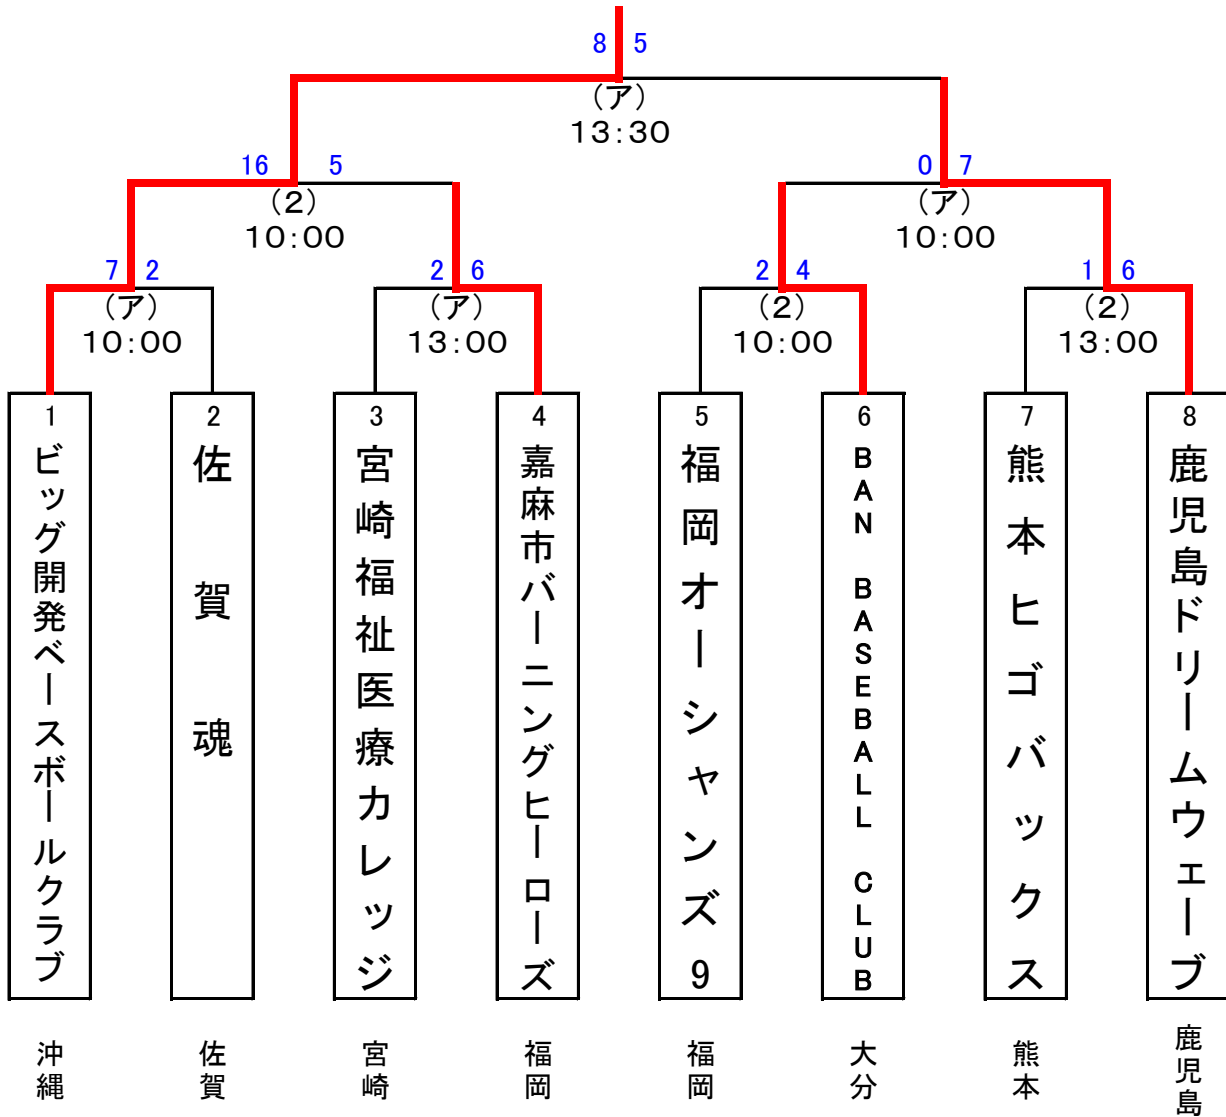 8 5
(ア)
13:30
16 5
(2)
10:00
0 7
(ア)
10:00
7 2
(ア)
10:00
2 6
(ア)
13:00
2 4
(2)
10:00
1 6
(2)
13:00
1
ビッグ開発ベースボールクラブ
沖縄
2
佐賀魂
佐賀
3
宮崎福祉医療カレッジ
宮崎
4
嘉麻市バーニングヒーローズ
福岡
5
福岡オーシャンズ9
福岡
6
BAN BASEBALL CLUB
大分
7
熊本ヒゴバックス
熊本
8
鹿児島ドリームウェーブ
鹿児島